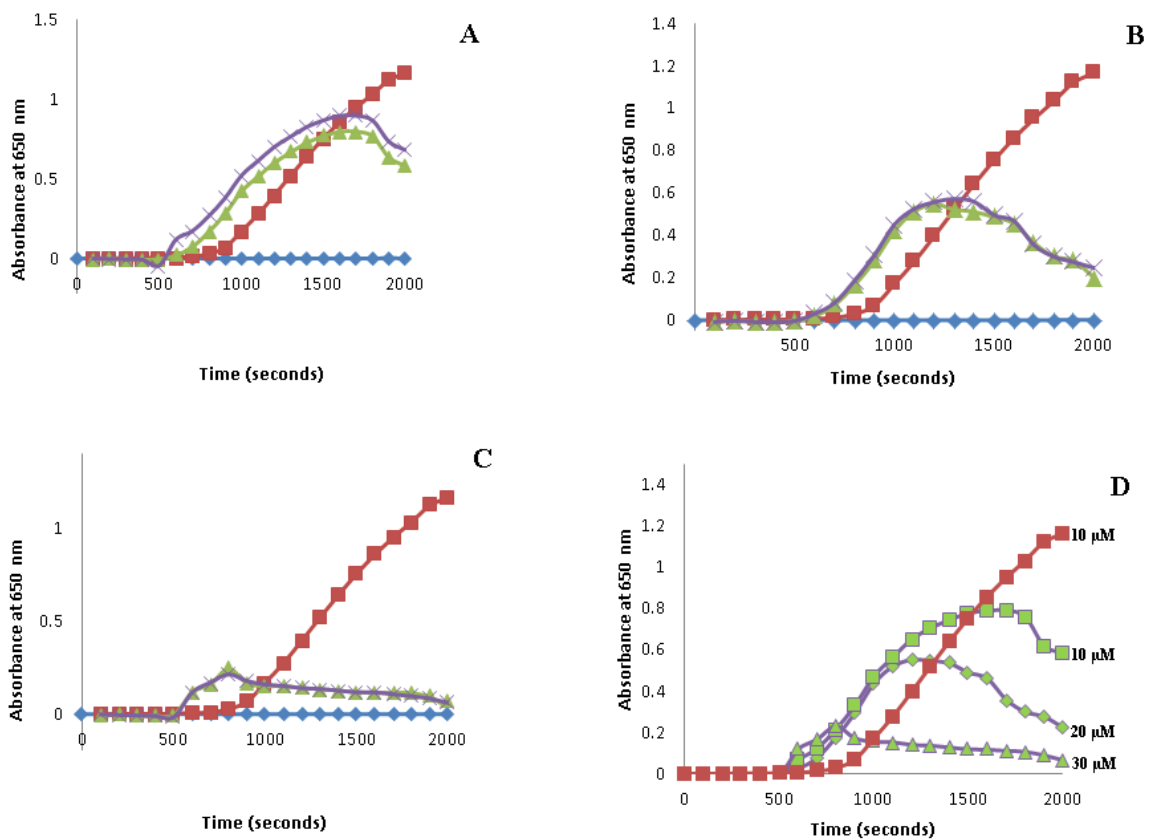 A
1.5
1
0.5
0
0 500 1000 1500 2000
Absorbance at 650 nm
Time (seconds)
B
1.4
1.2
1
0.8
0.6
0.4
0.2
0
500 1000 1500 2000
Absorbance at 650 nm
Time (seconds)
C
1
0.5
0
0 500 1000 1500 2000
Absorbance at 650 nm
Time (seconds)
D
1.4
1.2
1
0.8
0.6
0.4
0.2
0
0 500 1000 1500 2000
Absorbance at 650 nm
Time (seconds)
10 µM
10 µM
20 µM
30 µM